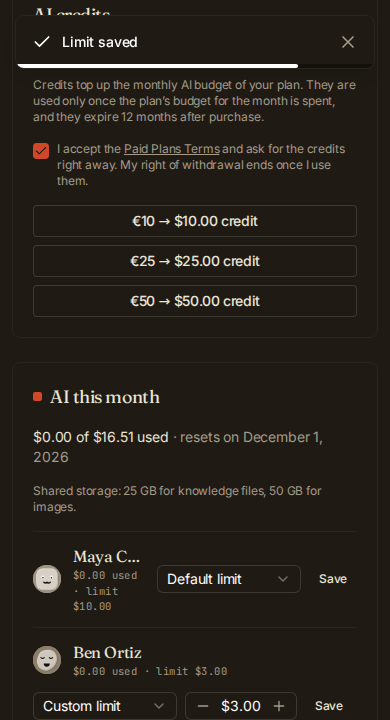 AI credits
Limit saved
Credits top up the monthly AI budget of your plan. They are
used only once the plan's budget for the month is spent,
and they expire 12 months after purchase.
I accept the Paid Plans Terms and ask for the credits
right away. My right of withdrawal ends once I use
them.
€10 → $10.00 credit
€25 → $25.00 credit
€50 → $50.00 credit
AI this month
$0.00 of $16.51 used · resets on December 1,
2026
Shared storage: 25 GB for knowledge files, 50 GB for
images.
Maya C...
$0.00 used
· limit
$10.00
Default limit
Save
Ben Ortiz
$0.00 used · limit $3.00
Custom limit
− $3.00 +
Save